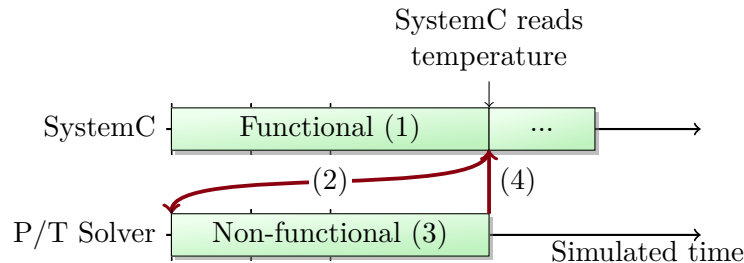 SystemC reads
temperature
SystemC
Functional (1)
...
(2)
(4)
P/T Solver
Non-functional (3)
Simulated time